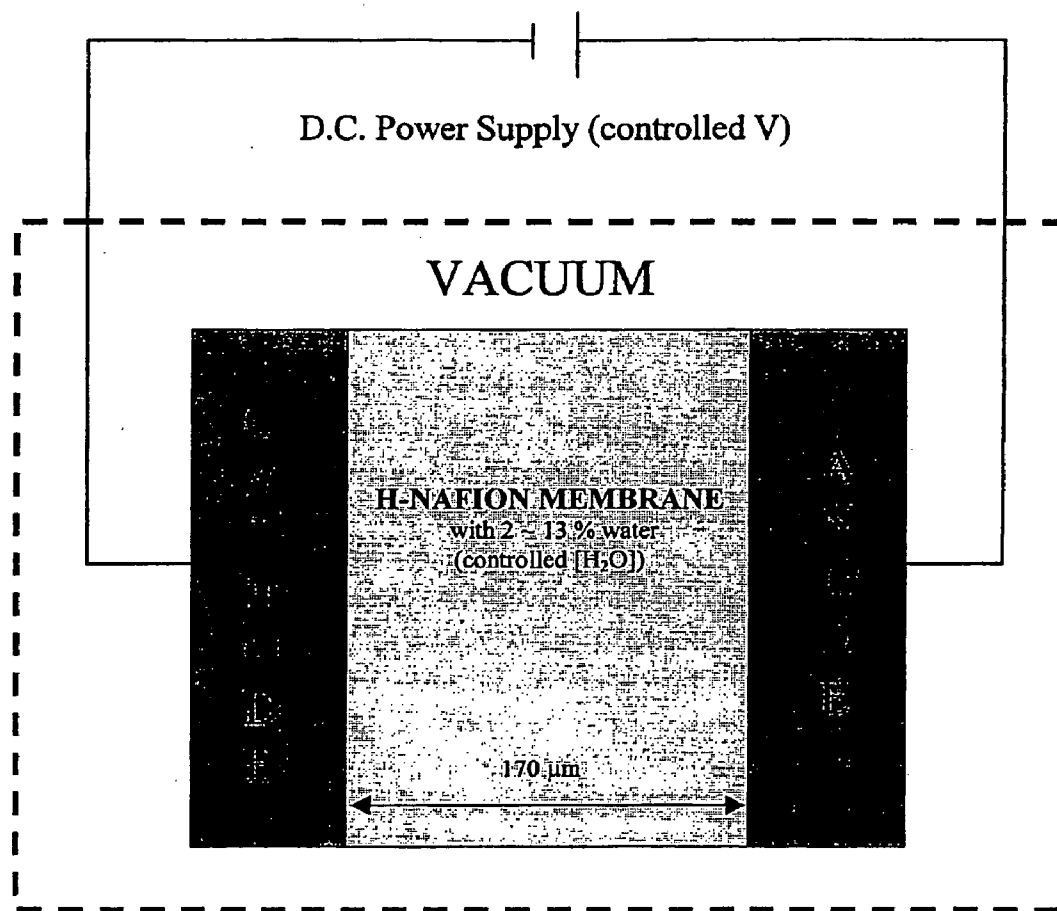 D.C. Power Supply (controlled V)
VACUUM
H-NAFION MEMBRANE
with 2 – 13 % water
(controlled [H₂O])
170 µm